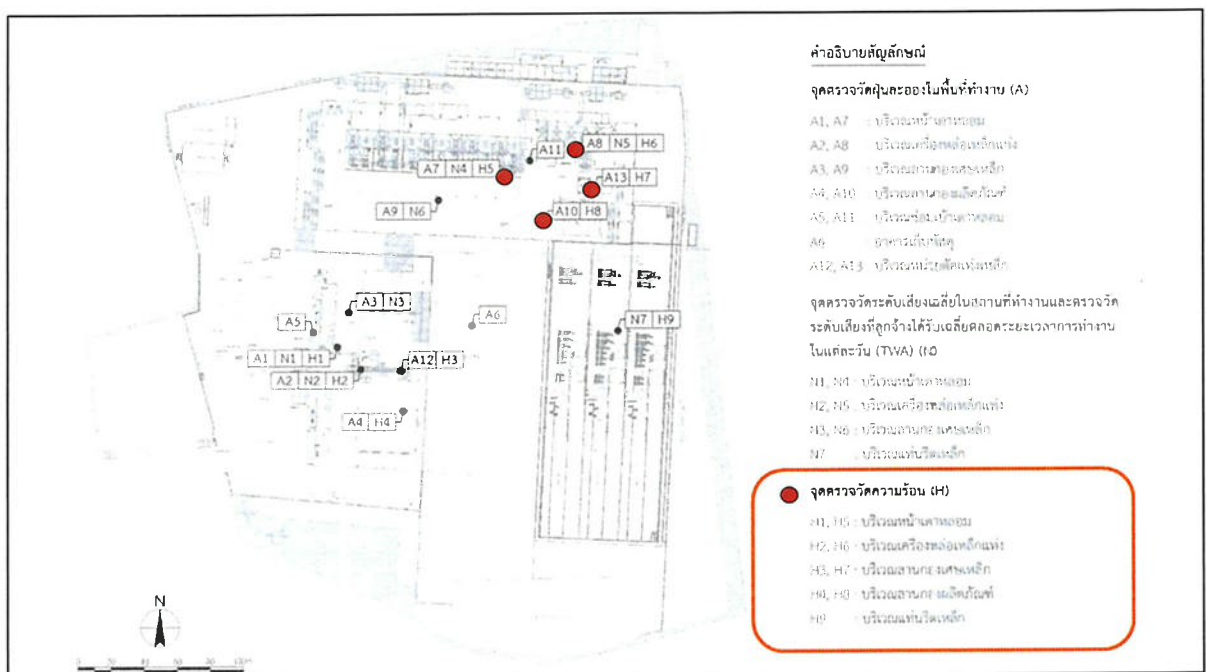 คำอธิบายสัญลักษณ์
จุดตรวจวัดฝุ่นละอองในพื้นที่ทำงาน (A)
A1, A7 : บริเวณหน้าเตาหลอม
A2, A8 : บริเวณเครื่องหล่อเหล็กแท่ง
A3, A9 : บริเวณลานกองเศษเหล็ก
A4, A10 : บริเวณลานกองผลิตภัณฑ์
A5, A11 : บริเวณซ่อมเบ้าเตาหลอม
A6 : อาคารเก็บวัสดุ
A12, A13 : บริเวณหน่วยตัดแท่งเหล็ก
จุดตรวจวัดระดับเสียงเฉลี่ยในสถานที่ทำงานและตรวจวัด
ระดับเสียงที่ลูกจ้างได้รับเฉลี่ยตลอดระยะเวลาการทำงาน
ในแต่ละวัน (TWA) (N)
N1, N4 : บริเวณหน้าเตาหลอม
N2, N5 : บริเวณเครื่องหล่อเหล็กแท่ง
N3, N6 : บริเวณลานกองเศษเหล็ก
N7 : บริเวณแท่นรีดเหล็ก
จุดตรวจวัดความร้อน (H)
H1, H5 : บริเวณหน้าเตาหลอม
H2, H6 : บริเวณเครื่องหล่อเหล็กแท่ง
H3, H7 : บริเวณลานกองเศษเหล็ก
H4, H8 : บริเวณลานกองผลิตภัณฑ์
H9 : บริเวณแท่นรีดเหล็ก
A11
A8 N5 H6
A7 N4 H5
A13 H7
A9 N6
A10 H8
A3 N3
A5
A6
N7 H9
A1 N1 H1
A12 H3
A2 N2 H2
A4 H4
N